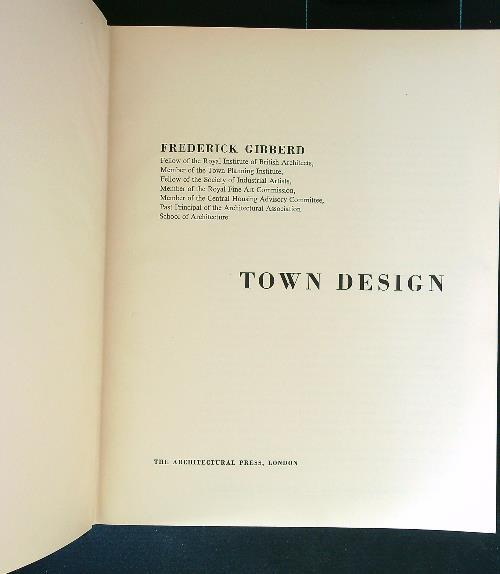 FREDERICK GIBBERD
Fellow of the Royal Institute of British Architects,
Member of the Town Planning Institute,
Fellow of the Society of Industrial Artists,
Member of the Royal Fine Art Commission,
Member of the Central Housing Advisory Committee,
Past Principal of the Architectural Association
School of Architecture
TOWN DESIGN
THE ARCHITECTURAL PRESS, LONDON